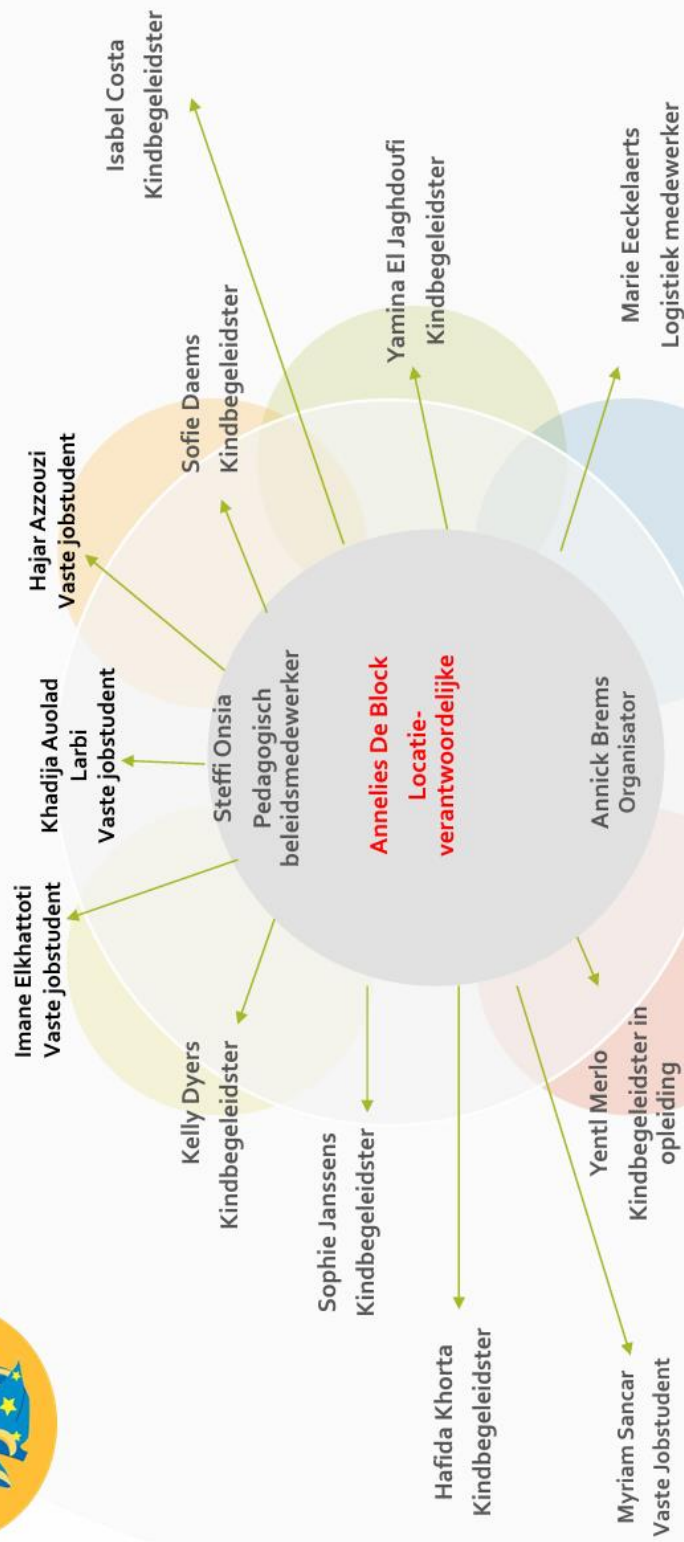 Imane Elkhattoti
Vaste jobstudent
Khadija Auolad
Larbi
Vaste jobstudent
Hajar Azzouzi
Vaste jobstudent
Isabel Costa
Kindbegeleidster
Kelly Dyers
Kindbegeleidster
Steffi Onsia
Pedagogisch
beleidsmedewerker
Sofie Daems
Kindbegeleidster
Sophie Janssens
Kindbegeleidster
Annelies De Block
Locatie-
verantwoordelijke
Yamina El Jaghdoufi
Kindbegeleidster
Hafida Khorta
Kindbegeleidster
Annick Brems
Organisator
Yentl Merlo
Kindbegeleidster in
opleiding
Myriam Sancar
Vaste Jobstudent
Marie Eeckelaerts
Logistiek medewerker